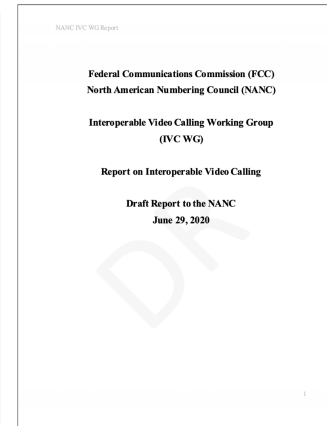 NANC IVC WG Report
Federal Communications Commission (FCC)
North American Numbering Council (NANC)
Interoperable Video Calling Working Group
(IVC WG)
Report on Interoperable Video Calling
Draft Report to the NANC
June 29, 2020
DR
1